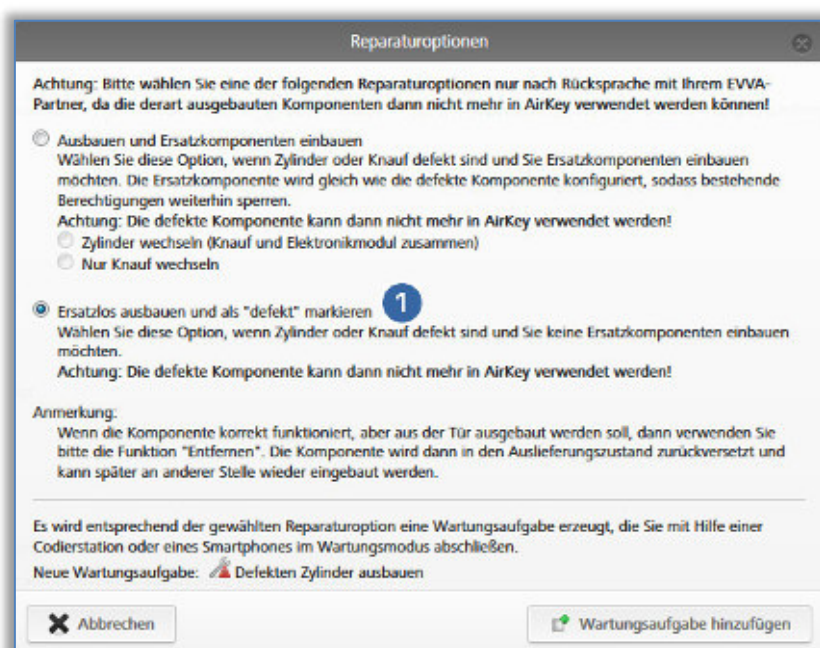 Reparaturoptionen
Achtung: Bitte wählen Sie eine der folgenden Reparaturoptionen nur nach Rücksprache mit Ihrem EVVA-
Partner, da die derart ausgebauten Komponenten dann nicht mehr in AirKey verwendet werden können!
Ausbauen und Ersatzkomponenten einbauen
Wählen Sie diese Option, wenn Zylinder oder Knauf defekt sind und Sie Ersatzkomponenten einbauen
möchten. Die Ersatzkomponente wird gleich wie die defekte Komponente konfiguriert, sodass bestehende
Berechtigungen weiterhin sperren.
Achtung: Die defekte Komponente kann dann nicht mehr in AirKey verwendet werden!
Zylinder wechseln (Knauf und Elektronikmodul zusammen)
Nur Knauf wechseln
Ersatzlos ausbauen und als "defekt" markieren 1
Wählen Sie diese Option, wenn Zylinder oder Knauf defekt sind und Sie keine Ersatzkomponenten einbauen
möchten.
Achtung: Die defekte Komponente kann dann nicht mehr in AirKey verwendet werden!
Anmerkung:
Wenn die Komponente korrekt funktioniert, aber aus der Tür ausgebaut werden soll, dann verwenden Sie
bitte die Funktion "Entfernen". Die Komponente wird dann in den Auslieferungszustand zurückversetzt und
kann später an anderer Stelle wieder eingebaut werden.
Es wird entsprechend der gewählten Reparaturoption eine Wartungsaufgabe erzeugt, die Sie mit Hilfe einer
Codierstation oder eines Smartphones im Wartungsmodus abschließen.
Neue Wartungsaufgabe: Defekten Zylinder ausbauen
Abbrechen
Wartungsaufgabe hinzufügen